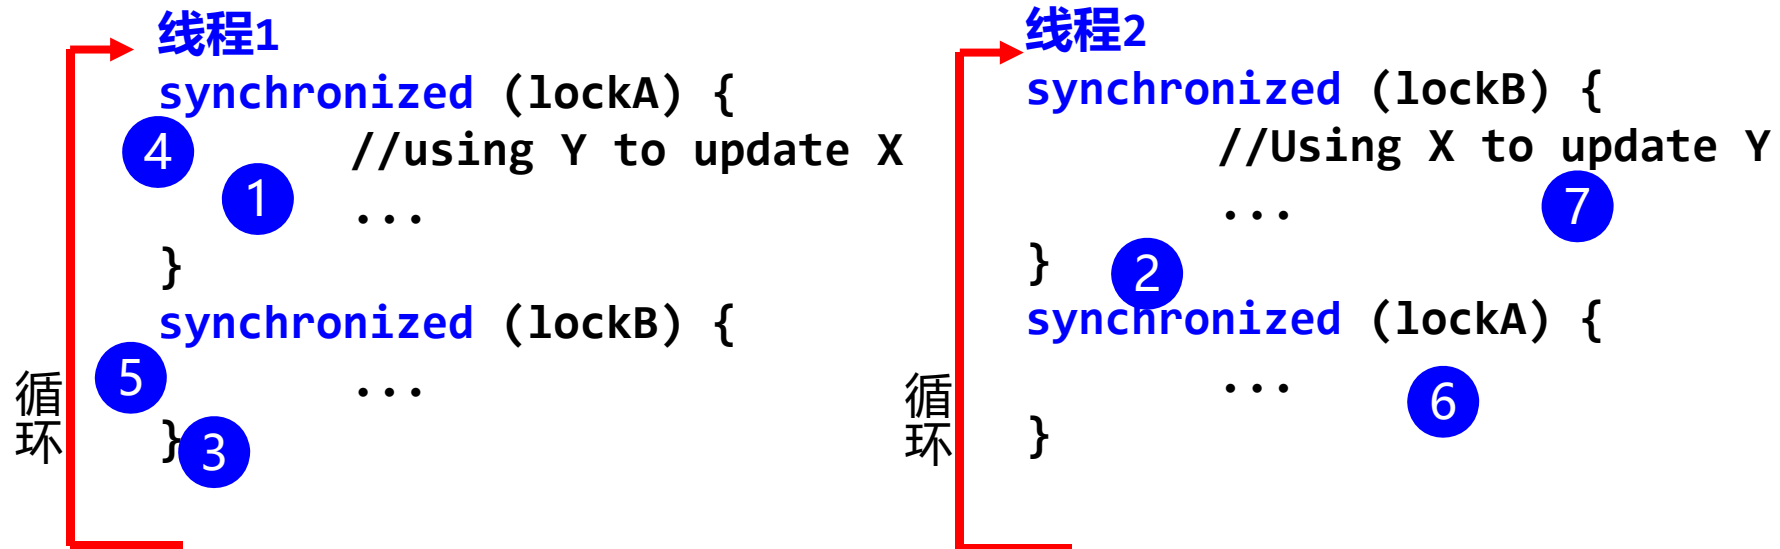 线程1
synchronized (lockA) {
4
//using Y to update X
1
...
}
synchronized (lockB) {
5
...
}
3
循环
线程2
synchronized (lockB) {
//Using X to update Y
7
...
}
2
synchronized (lockA) {
...
6
}
循环